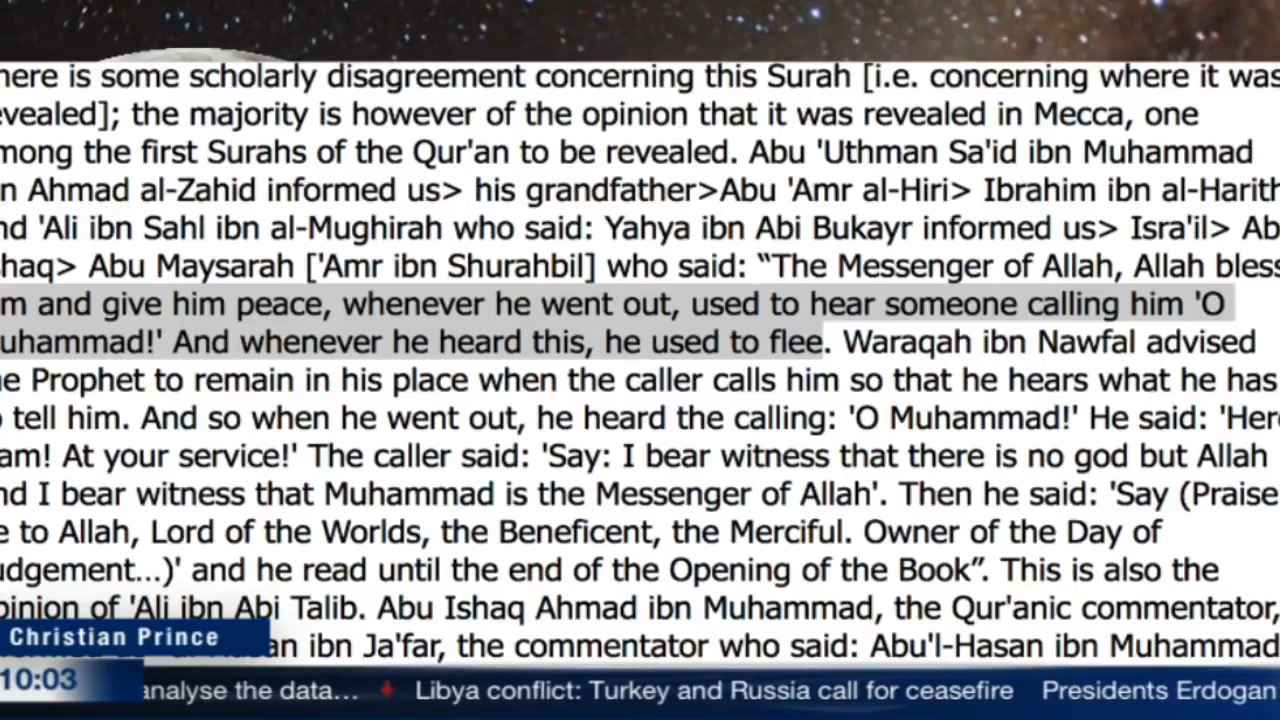 here is some scholarly disagreement concerning this Surah [i.e. concerning where it was
evealed]; the majority is however of the opinion that it was revealed in Mecca, one
mong the first Surahs of the Qur'an to be revealed. Abu 'Uthman Sa'id ibn Muhammad
n Ahmad al-Zahid informed us> his grandfather>Abu 'Amr al-Hiri> Ibrahim ibn al-Harith
nd 'Ali ibn Sahl ibn al-Mughirah who said: Yahya ibn Abi Bukayr informed us> Isra'il> Ab
shaq> Abu Maysarah ['Amr ibn Shurahbil] who said: “The Messenger of Allah, Allah bless
m and give him peace, whenever he went out, used to hear someone calling him 'O
uhammad!' And whenever he heard this, he used to flee. Waraqah ibn Nawfal advised
he Prophet to remain in his place when the caller calls him so that he hears what he has
o tell him. And so when he went out, he heard the calling: 'O Muhammad!' He said: 'Here
am! At your service!' The caller said: 'Say: I bear witness that there is no god but Allah
nd I bear witness that Muhammad is the Messenger of Allah'. Then he said: 'Say (Praise
e to Allah, Lord of the Worlds, the Beneficent, the Merciful. Owner of the Day of
udgement...)' and he read until the end of the Opening of the Book”. This is also the
pinion of 'Ali ibn Abi Talib. Abu Ishaq Ahmad ibn Muhammad, the Qur'anic commentator,
ibn Ja'far, the commentator who said: Abu'l-Hasan ibn Muhammad
Christian Prince
10:03
analyse the data... Libya conflict: Turkey and Russia call for ceasefire Presidents Erdogan